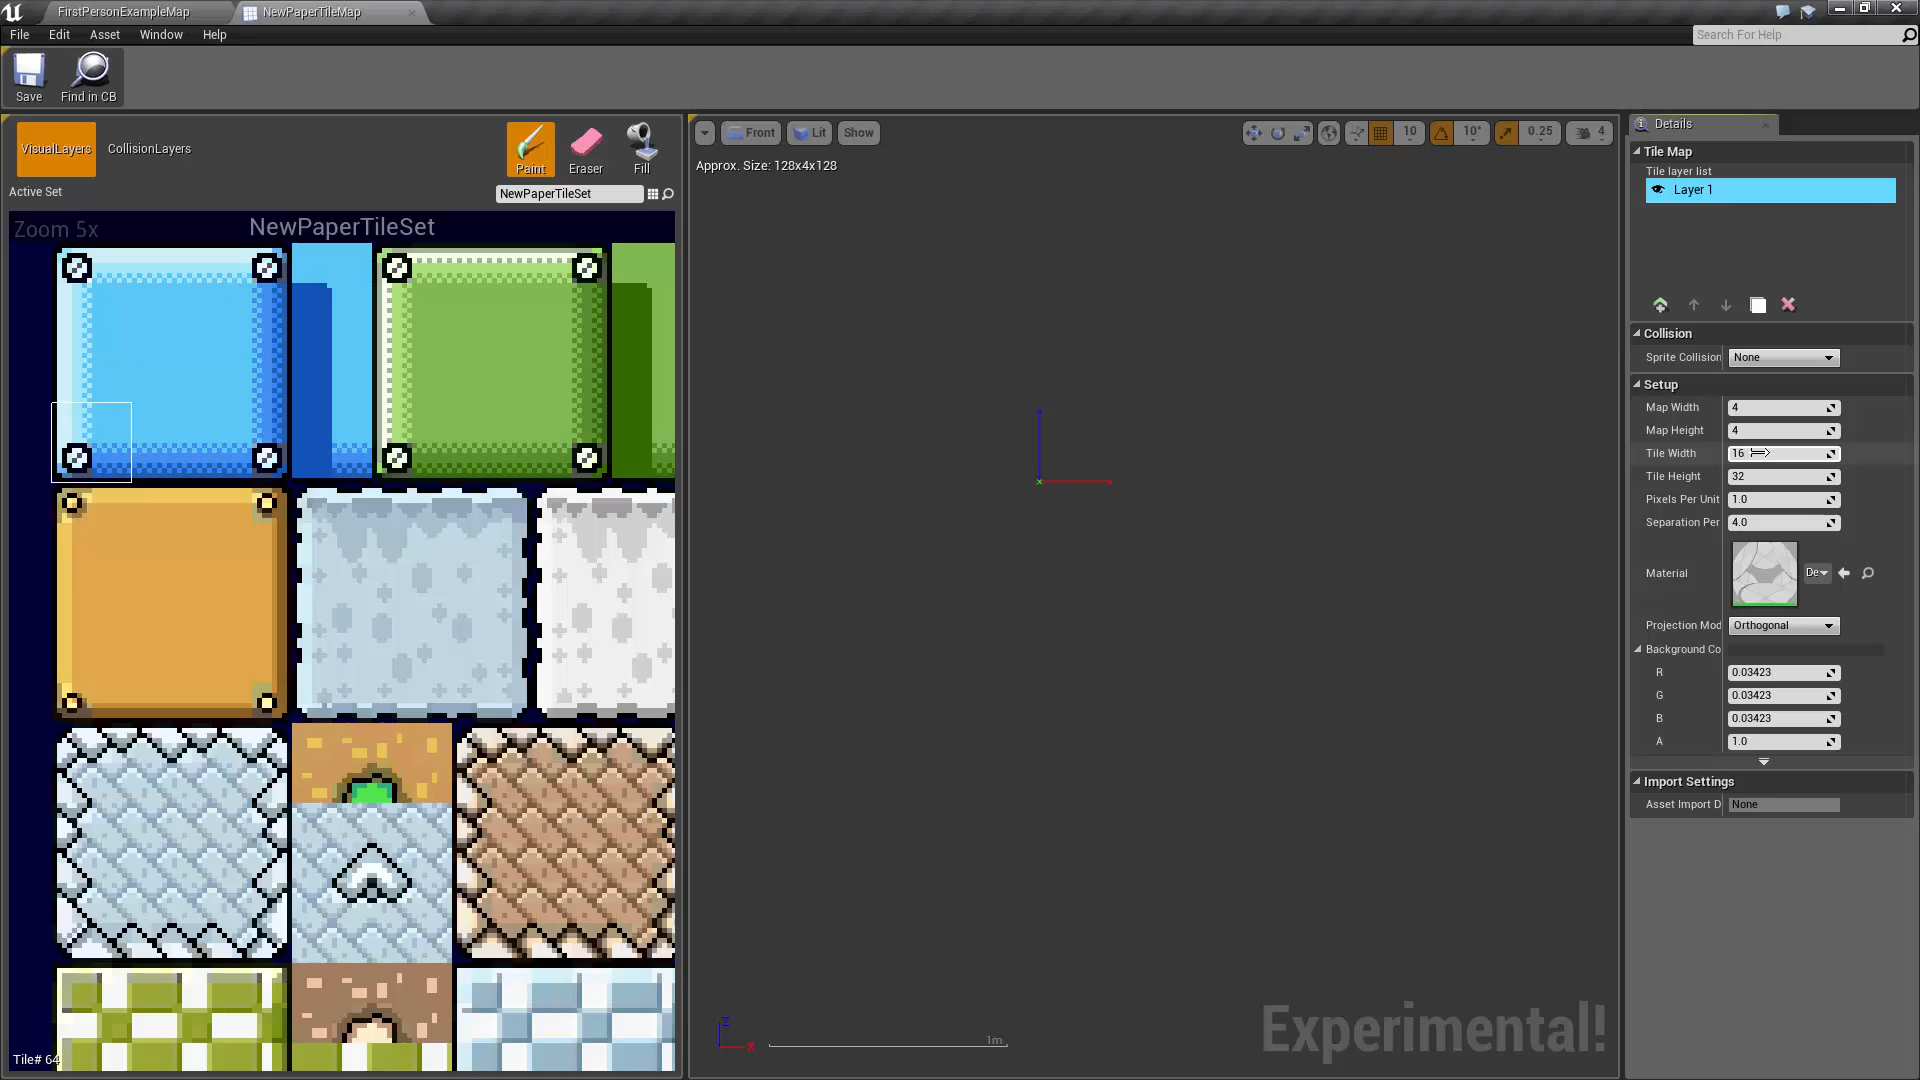 FirstPersonExampleMap
NewPaperTileMap
File Edit Asset Window Help
Search For Help
Save
Find in CB
VisualLayers
CollisionLayers
Paint
Eraser
Fill
Active Set
NewPaperTileSet
Zoom 5x
NewPaperTileSet
Tile# 64
Front
Lit
Show
10
10°
0.25
4
Approx. Size: 128x4x128
Z
X
1m
Experimental!
Details
Tile Map
Tile layer list
Layer 1
Collision
Sprite Collision None
Setup
Map Width 4
Map Height 4
Tile Width 16
Tile Height 32
Pixels Per Unit 1.0
Separation Per 4.0
Material De
Projection Mod Orthogonal
Background Co
R 0.03423
G 0.03423
B 0.03423
A 1.0
Import Settings
Asset Import D None